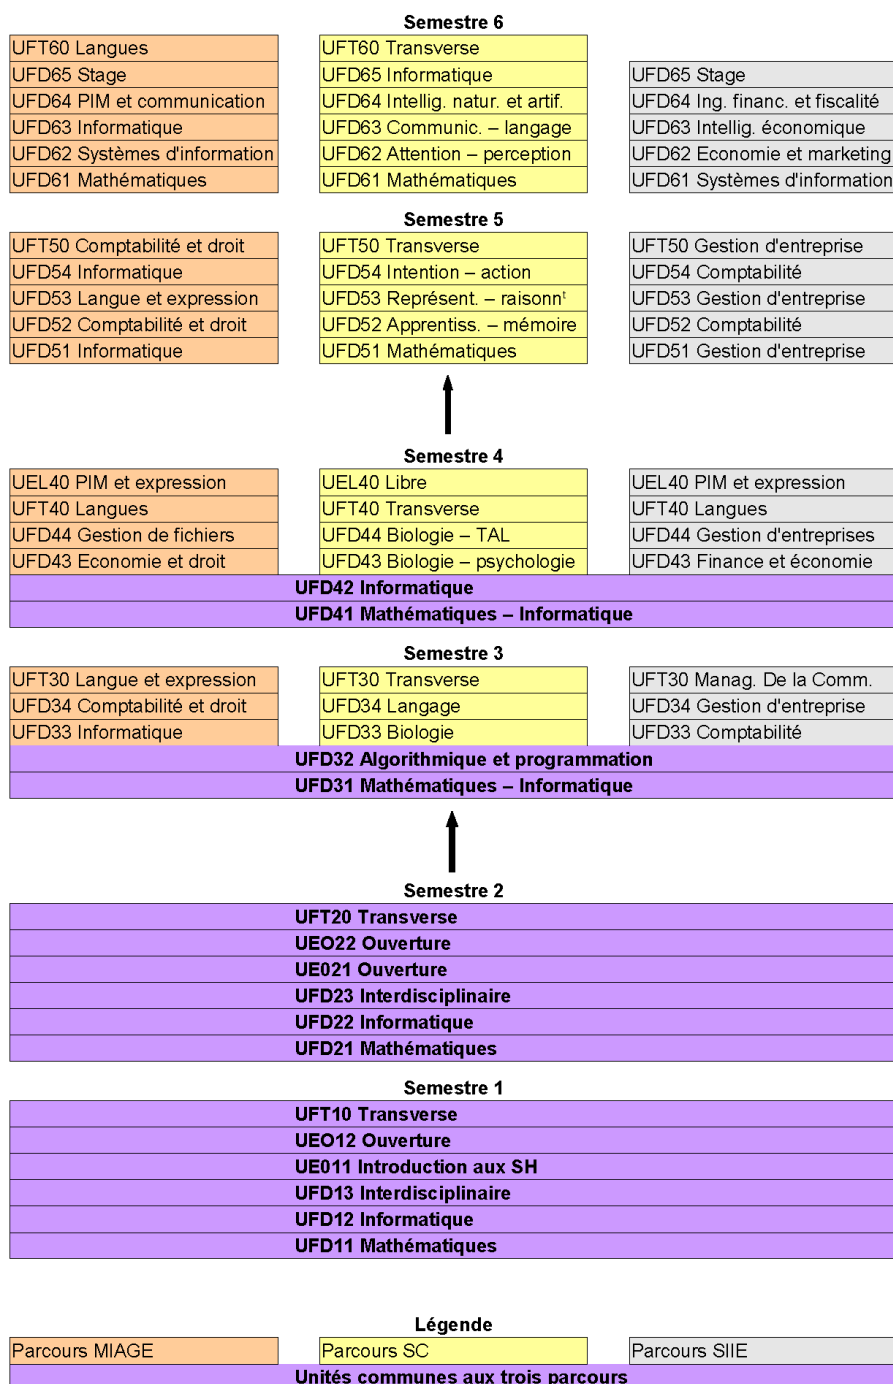 Semestre 6
UFT60 Langues
UFD65 Stage
UFD64 PIM et communication
UFD63 Informatique
UFD62 Systèmes d'information
UFD61 Mathématiques
UFT60 Transverse
UFD65 Informatique
UFD64 Intellig. natur. et artif.
UFD63 Communic. – langage
UFD62 Attention – perception
UFD61 Mathématiques
UFD65 Stage
UFD64 Ing. financ. et fiscalité
UFD63 Intellig. économique
UFD62 Economie et marketing
UFD61 Systèmes d'information
Semestre 5
UFT50 Comptabilité et droit
UFD54 Informatique
UFD53 Langue et expression
UFD52 Comptabilité et droit
UFD51 Informatique
UFT50 Transverse
UFD54 Intention – action
UFD53 Représent. – raisonnᵗ
UFD52 Apprentiss. – mémoire
UFD51 Mathématiques
UFT50 Gestion d'entreprise
UFD54 Comptabilité
UFD53 Gestion d'entreprise
UFD52 Comptabilité
UFD51 Gestion d'entreprise
Semestre 4
UEL40 PIM et expression
UFT40 Langues
UFD44 Gestion de fichiers
UFD43 Economie et droit
UEL40 Libre
UFT40 Transverse
UFD44 Biologie – TAL
UFD43 Biologie – psychologie
UEL40 PIM et expression
UFT40 Langues
UFD44 Gestion d'entreprises
UFD43 Finance et économie
UFD42 Informatique
UFD41 Mathématiques – Informatique
Semestre 3
UFT30 Langue et expression
UFD34 Comptabilité et droit
UFD33 Informatique
UFT30 Transverse
UFD34 Langage
UFD33 Biologie
UFT30 Manag. De la Comm.
UFD34 Gestion d'entreprise
UFD33 Comptabilité
UFD32 Algorithmique et programmation
UFD31 Mathématiques – Informatique
Semestre 2
UFT20 Transverse
UEO22 Ouverture
UE021 Ouverture
UFD23 Interdisciplinaire
UFD22 Informatique
UFD21 Mathématiques
Semestre 1
UFT10 Transverse
UEO12 Ouverture
UE011 Introduction aux SH
UFD13 Interdisciplinaire
UFD12 Informatique
UFD11 Mathématiques
Légende
Parcours MIAGE
Parcours SC
Parcours SIIE
Unités communes aux trois parcours